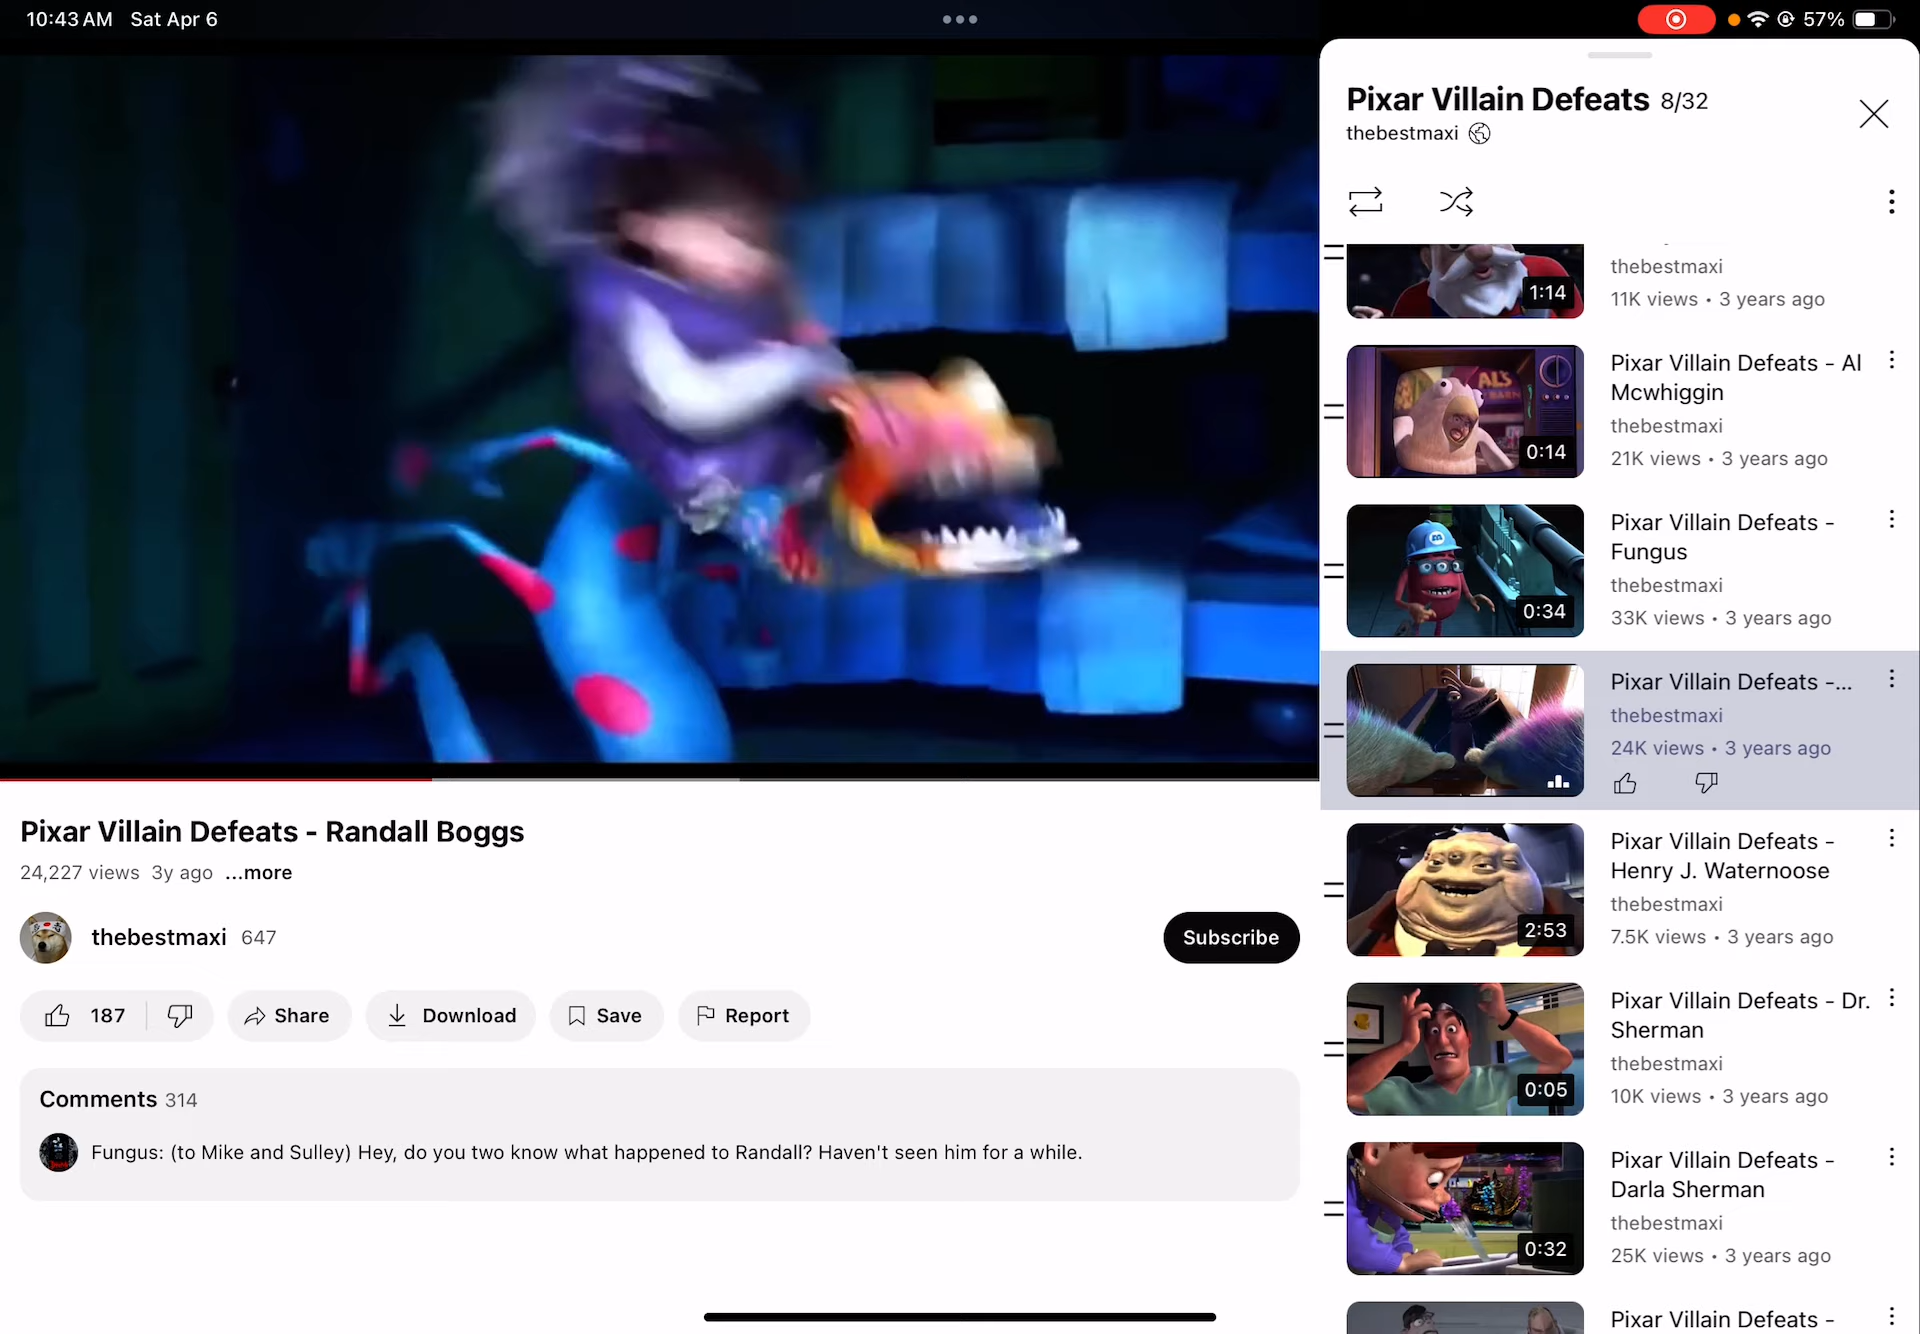 10:43 AM Sat Apr 6
57%
Pixar Villain Defeats 8/32
thebestmaxi
1:14
thebestmaxi
11K views • 3 years ago
AL'S
BARN
0:14
Pixar Villain Defeats - Al
Mcwhiggin
thebestmaxi
21K views • 3 years ago
0:34
Pixar Villain Defeats -
Fungus
thebestmaxi
33K views • 3 years ago
Pixar Villain Defeats -...
thebestmaxi
24K views • 3 years ago
2:53
Pixar Villain Defeats -
Henry J. Waternoose
thebestmaxi
7.5K views • 3 years ago
0:05
Pixar Villain Defeats - Dr.
Sherman
thebestmaxi
10K views • 3 years ago
0:32
Pixar Villain Defeats -
Darla Sherman
thebestmaxi
25K views • 3 years ago
Pixar Villain Defeats -
Pixar Villain Defeats - Randall Boggs
24,227 views 3y ago ...more
thebestmaxi 647
Subscribe
187
Share
Download
Save
Report
Comments 314
Fungus: (to Mike and Sulley) Hey, do you two know what happened to Randall? Haven't seen him for a while.